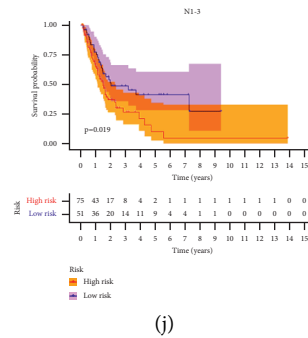 N1-3
1.00
0.75
0.50
0.25
0.00
Survival probability
p=0.019
0 1 2 3 4 5 6 7 8 9 10 11 12 13 14 15
Time (years)
Risk
High risk 75 43 17 8 4 2 1 1 1 1 1 1 1 1 0 0
Low risk 51 36 20 14 11 9 4 4 1 1 0 0 0 0 0 0
0 1 2 3 4 5 6 7 8 9 10 11 12 13 14 15
Time (years)
Risk
High risk
Low risk
(j)